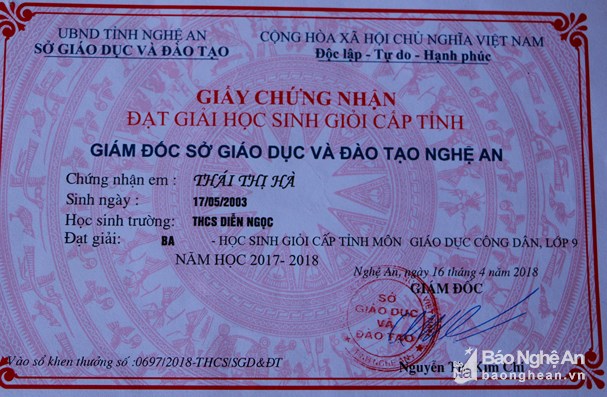 UBND TỈNH NGHỆ AN
SỞ GIÁO DỤC VÀ ĐÀO TẠO
CỘNG HÒA XÃ HỘI CHỦ NGHĨA VIỆT NAM
Độc lập - Tự do - Hạnh phúc
GIẤY CHỨNG NHẬN
ĐẠT GIẢI HỌC SINH GIỎI CẤP TỈNH
GIÁM ĐỐC SỞ GIÁO DỤC VÀ ĐÀO TẠO NGHỆ AN
Chứng nhận em : THÁI THỊ HÀ
Sinh ngày : 17/05/2003
Học sinh trường: THCS DIỄN NGỌC
Đạt giải: BA - HỌC SINH GIỎI CẤP TỈNH MÔN GIÁO DỤC CÔNG DÂN, LỚP 9
NĂM HỌC 2017- 2018
Nghệ An, ngày 16 tháng 4 năm 2018
GIÁM ĐỐC
SỞ
GIÁO DỤC
VÀ
ĐÀO TẠO
Vào sổ khen thưởng số :0697/2018-THCS/SGD&ĐT
Nguyễn Thị Kim Chi
Báo Nghệ An
baonghean.vn